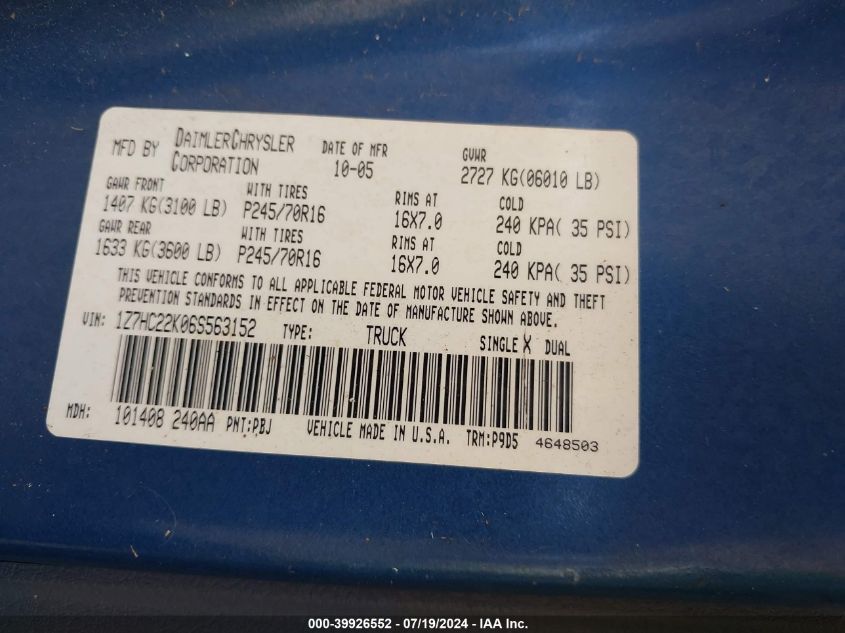 MFD BY DAIMLERCHRYSLER CORPORATION
DATE OF MFR 10-05
GVWR 2727 KG(06010 LB)
GAWR FRONT WITH TIRES RIMS AT COLD
1407 KG(3100 LB) P245/70R16 16X7.0 240 KPA( 35 PSI)
GAWR REAR WITH TIRES RIMS AT COLD
1633 KG(3600 LB) P245/70R16 16X7.0 240 KPA( 35 PSI)
THIS VEHICLE CONFORMS TO ALL APPLICABLE FEDERAL MOTOR VEHICLE SAFETY AND THEFT
PREVENTION STANDARDS IN EFFECT ON THE DATE OF MANUFACTURE SHOWN ABOVE.
VIN: 1Z7HC22K06S563152 TYPE: TRUCK SINGLE X DUAL
MDH: 101408 240AA PNT:PBJ VEHICLE MADE IN U.S.A. TRM:P9D5 4648503
000-39926552 / 07/19/2024 - IAA Inc.